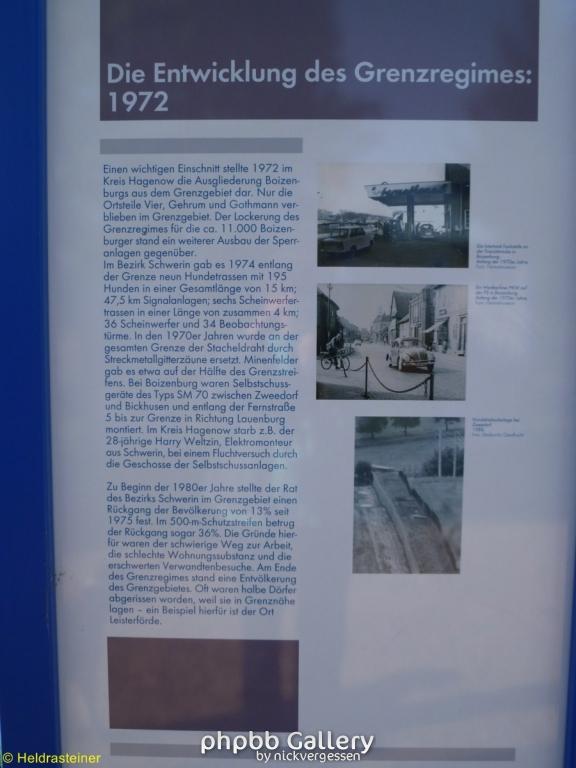 Die Entwicklung des Grenzregimes:
1972
Einen wichtigen Einschnitt stellte 1972 im
Kreis Hagenow die Ausgliederung Boizen-
burgs aus dem Grenzgebiet dar. Nur die
Ortsteile Vier, Gehrum und Gothmann ver-
blieben im Grenzgebiet. Der Lockerung des
Grenzregimes für die ca. 11.000 Boizen-
burger stand ein weiterer Ausbau der Sperr-
anlagen gegenüber.
Im Bezirk Schwerin gab es 1974 entlang
der Grenze neun Hundetrassen mit 195
Hunden in einer Gesamtlänge von 15 km;
47,5 km Signalanlagen; sechs Scheinwerfer-
trassen in einer Länge von zusammen 4 km;
36 Scheinwerfer und 34 Beobachtungs-
türme. In den 1970er Jahren wurde an der
gesamten Grenze der Stacheldraht durch
Streckmetallgitterzäune ersetzt. Minenfelder
gab es etwa auf der Hälfte des Grenzstrei-
fens. Bei Boizenburg waren Selbstschuss-
geräte des Typs SM 70 zwischen Zweedorf
und Bickhusen und entlang der Fernstraße
5 bis zur Grenze in Richtung Lauenburg
montiert. Im Kreis Hagenow starb z.B. der
28-jährige Harry Weltzin, Elektromonteur
aus Schwerin, bei einem Fluchtversuch durch
die Geschosse der Selbstschussanlagen.
Zu Beginn der 1980er Jahre stellte der Rat
des Bezirks Schwerin im Grenzgebiet einen
Rückgang der Bevölkerung von 13% seit
1975 fest. Im 500-m-Schutzstreifen betrug
der Rückgang sogar 36%. Die Gründe hier-
für waren der schwierige Weg zur Arbeit,
die schlechte Wohnungssubstanz und die
erschwerten Verwandtenbesuche. Am Ende
des Grenzregimes stand eine Entvölkerung
des Grenzgebietes. Oft waren halbe Dörfer
abgerissen worden, weil sie in Grenznähe
lagen – ein Beispiel hierfür ist der Ort
Leisterförde.
phpbb Gallery
by nickvergessen
© Heldrasteiner